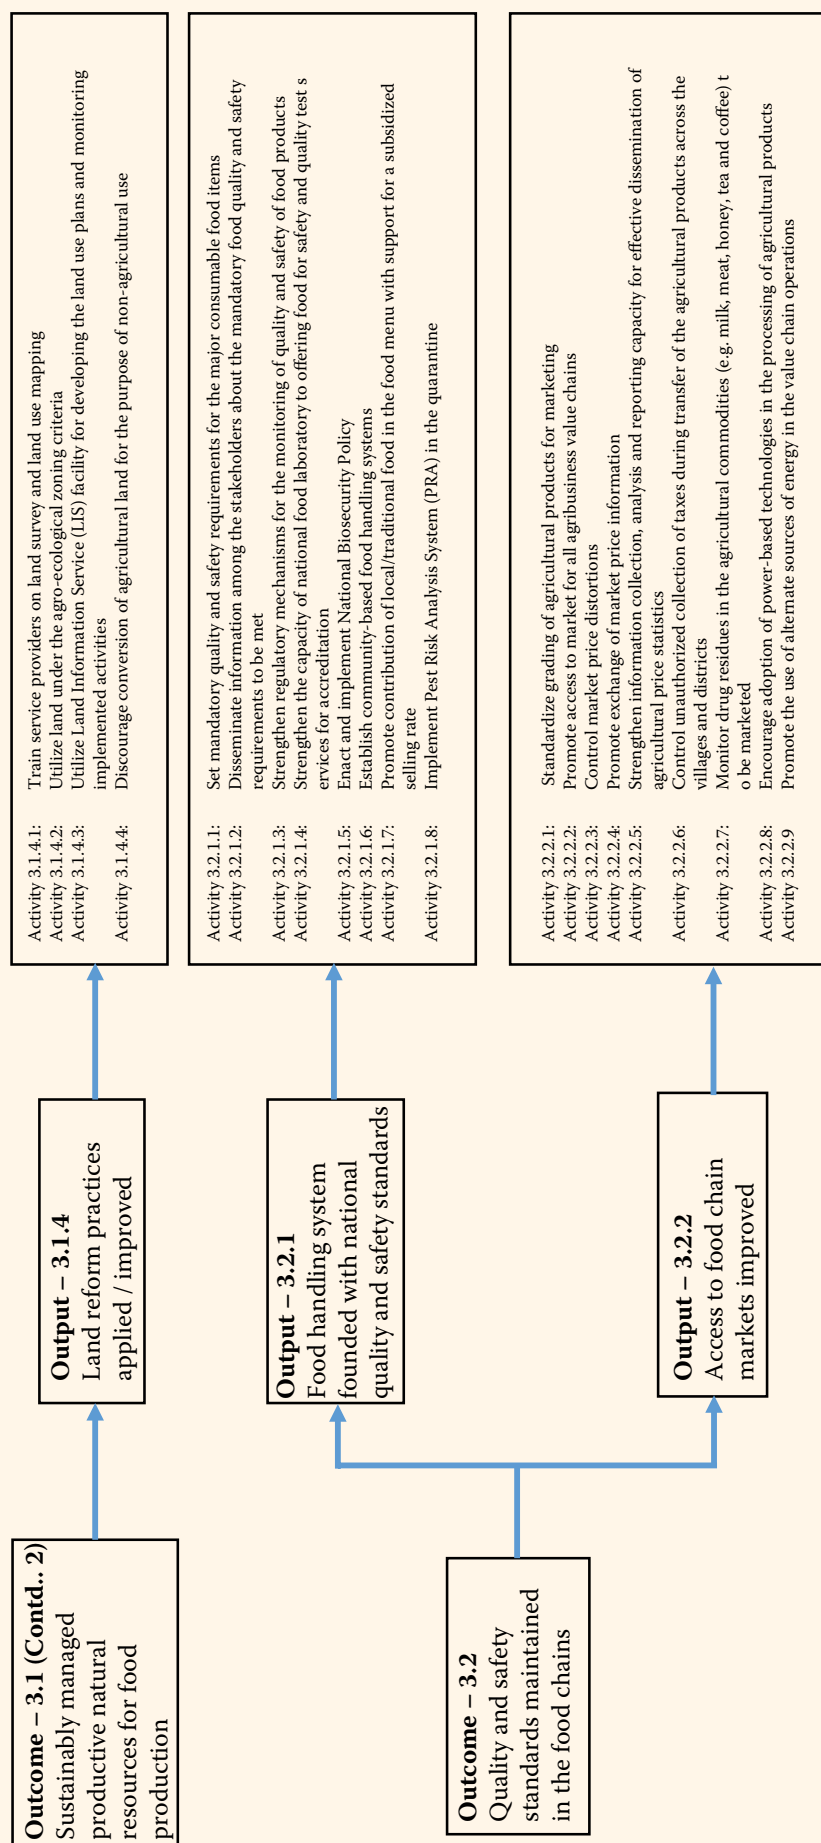 Outcome – 3.1 (Contd.. 2)
Sustainably managed
productive natural
resources for food
production
Output – 3.1.4
Land reform practices
applied / improved
Activity 3.1.4.1: Train service providers on land survey and land use mapping
Activity 3.1.4.2: Utilize land under the agro-ecological zoning criteria
Activity 3.1.4.3: Utilize Land Information Service (LIS) facility for developing the land use plans and monitoring
implemented activities
Activity 3.1.4.4: Discourage conversion of agricultural land for the purpose of non-agricultural use
Outcome – 3.2
Quality and safety
standards maintained
in the food chains
Output – 3.2.1
Food handling system
founded with national
quality and safety standards
Activity 3.2.1.1: Set mandatory quality and safety requirements for the major consumable food items
Activity 3.2.1.2: Disseminate information among the stakeholders about the mandatory food quality and safety
requirements to be met
Activity 3.2.1.3: Strengthen regulatory mechanisms for the monitoring of quality and safety of food products
Activity 3.2.1.4: Strengthen the capacity of national food laboratory to offering food for safety and quality test s
ervices for accreditation
Activity 3.2.1.5: Enact and implement National Biosecurity Policy
Activity 3.2.1.6: Establish community-based food handling systems
Activity 3.2.1.7: Promote contribution of local/traditional food in the food menu with support for a subsidized
selling rate
Activity 3.2.1.8: Implement Pest Risk Analysis System (PRA) in the quarantine
Output – 3.2.2
Access to food chain
markets improved
Activity 3.2.2.1: Standardize grading of agricultural products for marketing
Activity 3.2.2.2: Promote access to market for all agribusiness value chains
Activity 3.2.2.3: Control market price distortions
Activity 3.2.2.4: Promote exchange of market price information
Activity 3.2.2.5: Strengthen information collection, analysis and reporting capacity for effective dissemination of
agricultural price statistics
Activity 3.2.2.6: Control unauthorized collection of taxes during transfer of the agricultural products across the
villages and districts
Activity 3.2.2.7: Monitor drug residues in the agricultural commodities (e.g. milk, meat, honey, tea and coffee) t
o be marketed
Activity 3.2.2.8: Encourage adoption of power-based technologies in the processing of agricultural products
Activity 3.2.2.9 Promote the use of alternate sources of energy in the value chain operations